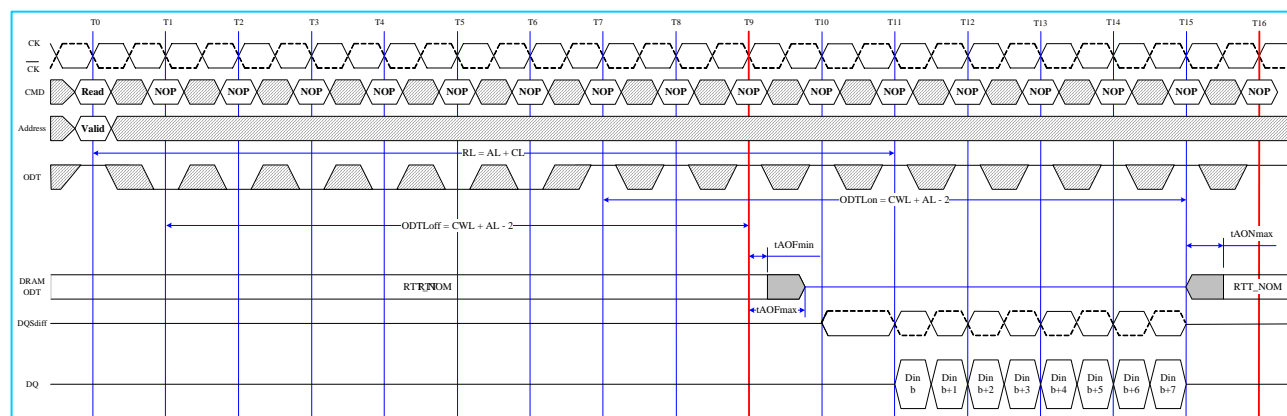 T0 T1 T2 T3 T4 T5 T6 T7 T8 T9 T10 T11 T12 T13 T14 T15 T16
CK
CK
CMD Read NOP NOP NOP NOP NOP NOP NOP NOP NOP NOP NOP NOP NOP NOP NOP NOP
Address Valid
RL = AL + CL
ODT
ODTLon = CWL + AL - 2
ODTLoff = CWL + AL - 2
tAOFmin tAONmax
DRAM ODT RTT_NOM RTT_NOM
tAOFmax
DQSdiff
DQ Din b Din b+1 Din b+2 Din b+3 Din b+4 Din b+5 Din b+6 Din b+7